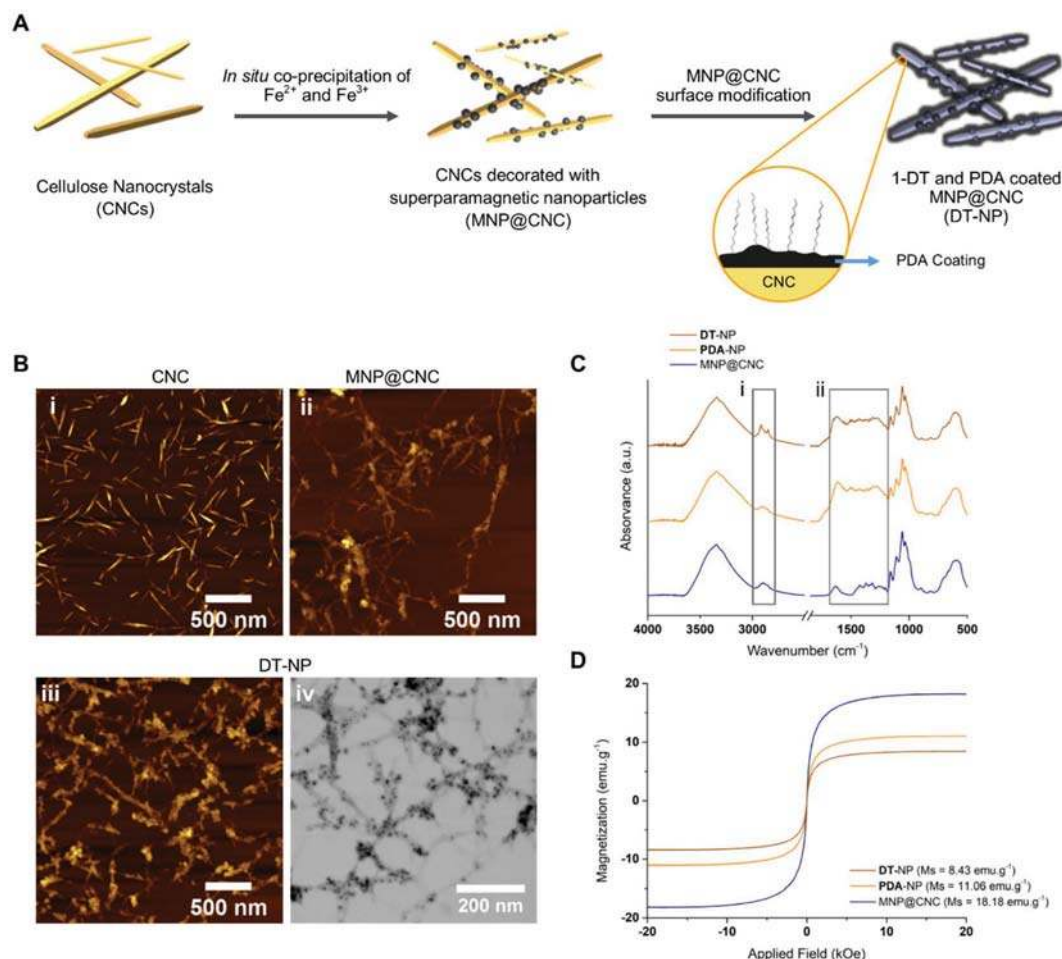 A
In situ co-precipitation of
Fe2+ and Fe3+
MNP@CNC
surface modification
Cellulose Nanocrystals
(CNCs)
CNCs decorated with
superparamagnetic nanoparticles
(MNP@CNC)
1-DT and PDA coated
MNP@CNC
(DT-NP)
CNC
PDA Coating
B
CNC
MNP@CNC
i
500 nm
ii
500 nm
DT-NP
iii
500 nm
iv
200 nm
C
DT-NP
PDA-NP
MNP@CNC
i
ii
Absorvance (a.u.)
4000
3000
1500
1000
500
Wavenumber (cm⁻¹)
D
Magnetization (emu.g⁻¹)
20
10
0
-10
-20
DT-NP (Ms = 8.43 emu.g⁻¹)
PDA-NP (Ms = 11.06 emu.g⁻¹)
MNP@CNC (Ms = 18.18 emu.g⁻¹)
-20
-10
0
10
20
Applied Field (kOe)